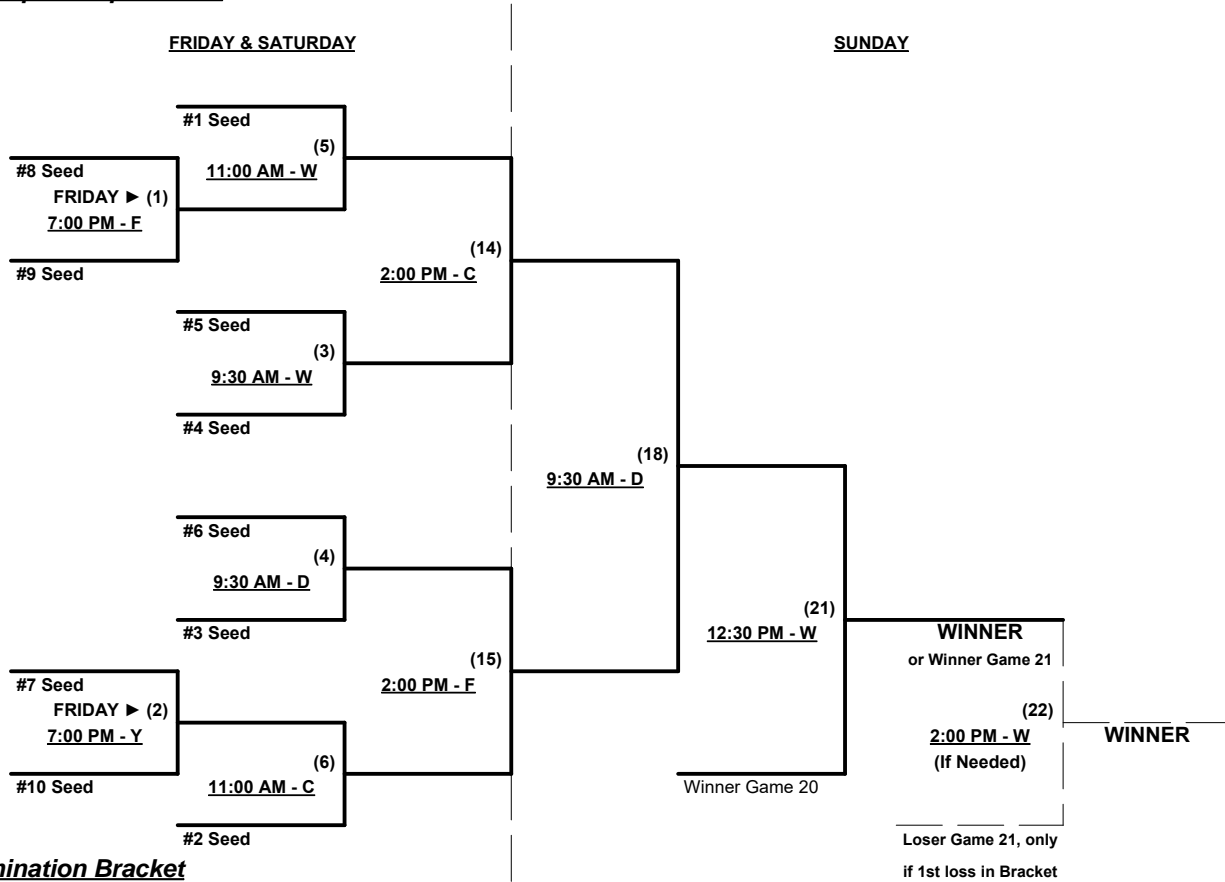 FRIDAY & SATURDAY
SUNDAY
#1 Seed
(5)
11:00 AM - W
#8 Seed
FRIDAY ► (1)
7:00 PM - F
#9 Seed
(14)
2:00 PM - C
#5 Seed
(3)
9:30 AM - W
#4 Seed
(18)
9:30 AM - D
#6 Seed
(4)
9:30 AM - D
#3 Seed
(21)
12:30 PM - W
WINNER
or Winner Game 21
(15)
2:00 PM - F
#7 Seed
FRIDAY ► (2)
7:00 PM - Y
#10 Seed
(22)
2:00 PM - W
(If Needed)
WINNER
(6)
11:00 AM - C
#2 Seed
Winner Game 20
Loser Game 21, only
if 1st loss in Bracket
mination Bracket